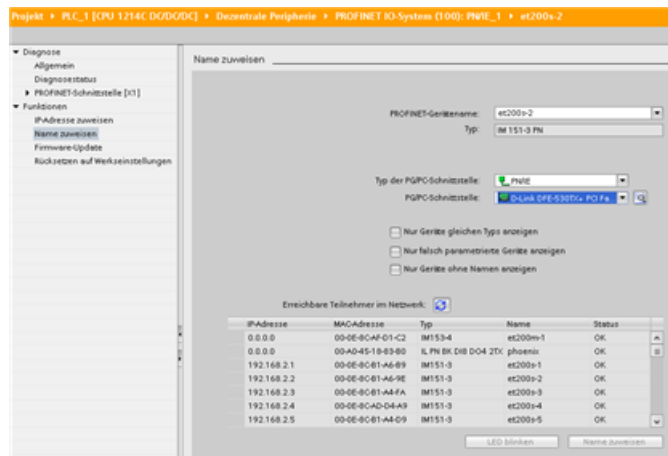 Projekt ▸ PLC_1 [CPU 1214C DC/DC/DC] ▸ Dezentrale Peripherie ▸ PROFINET IO-System (100): PN/IE_1 ▸ et200s-2
Diagnose
Allgemein
Diagnosestatus
PROFINET-Schnittstelle [X1]
Funktionen
IP-Adresse zuweisen
Name zuweisen
Firmware-Update
Rücksetzen auf Werkseinstellungen
Name zuweisen
PROFINET-Gerätename: et200s-2
Typ: IM 151-3 PN
Typ der PG/PC-Schnittstelle: PN/IE
PG/PC-Schnittstelle: D-Link DFE-530TX+ PCI Fa...
Nur Geräte gleichen Typs anzeigen
Nur falsch parametrierte Geräte anzeigen
Nur Geräte ohne Namen anzeigen
Erreichbare Teilnehmer im Netzwerk:
IP-Adresse MAC-Adresse Typ Name Status
0.0.0.0 00-0E-8C-AF-D1-C2 IM153-4 et200m-1 OK
0.0.0.0 00-A0-45-18-83-80 IL PN BK DI8 DO4 2TX phoenix OK
192.168.2.1 00-0E-8C-B1-A6-B9 IM151-3 et200s-1 OK
192.168.2.2 00-0E-8C-B1-A6-9E IM151-3 et200s-2 OK
192.168.2.3 00-0E-8C-B1-A4-FA IM151-3 et200s-3 OK
192.168.2.4 00-0E-8C-AD-D4-A9 IM151-3 et200s-4 OK
192.168.2.5 00-0E-8C-B1-A4-D9 IM151-3 et200s-5 OK
LED blinken Name zuweisen